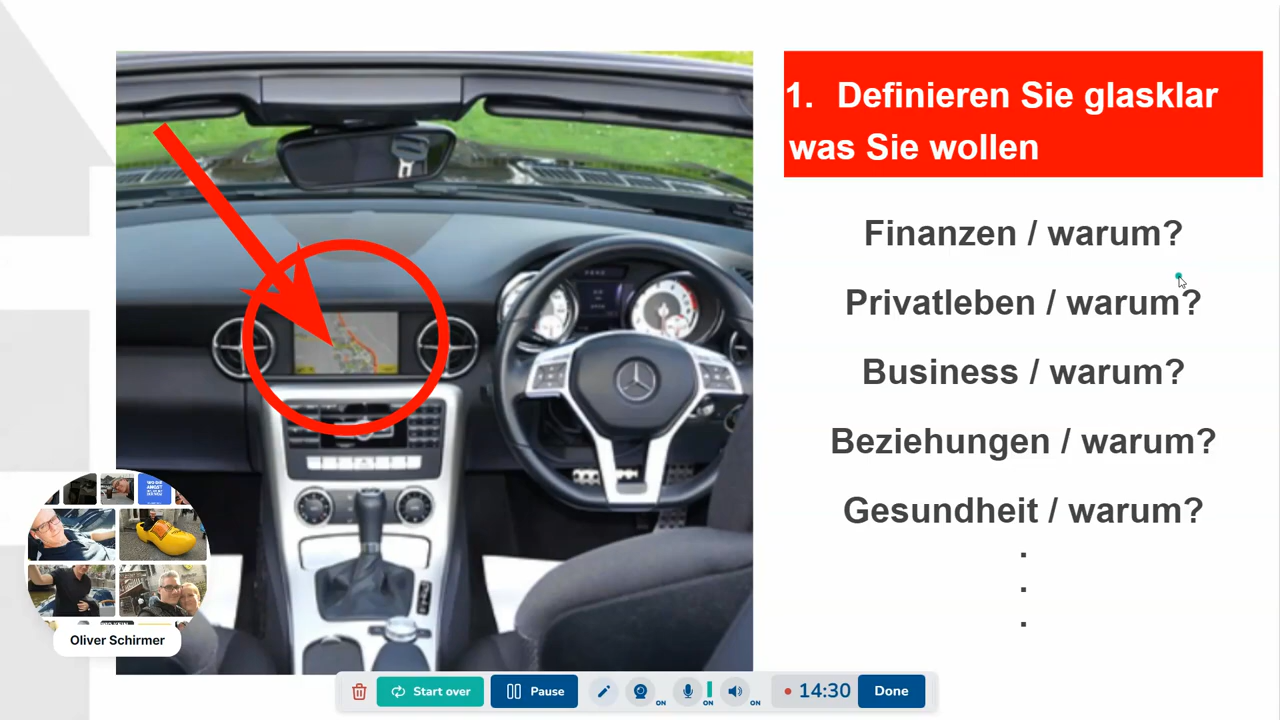 1. Definieren Sie glasklar
was Sie wollen
Finanzen / warum?
Privatleben / warum?
Business / warum?
Beziehungen / warum?
Gesundheit / warum?
.
.
.
Oliver Schirmer
Start over
Pause
ON
ON
ON
14:30
Done